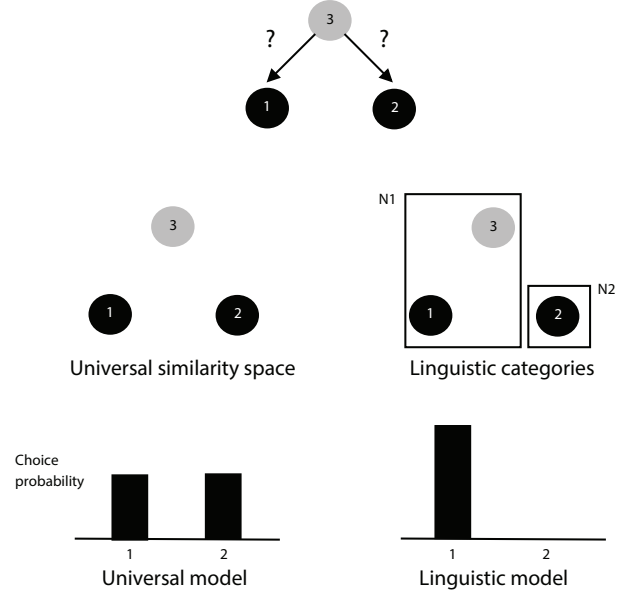 3
? ?
1 2
3
1 2
Universal similarity space
N1
3
N2
1 2
Linguistic categories
Choice
probability
1 2
Universal model
1 2
Linguistic model